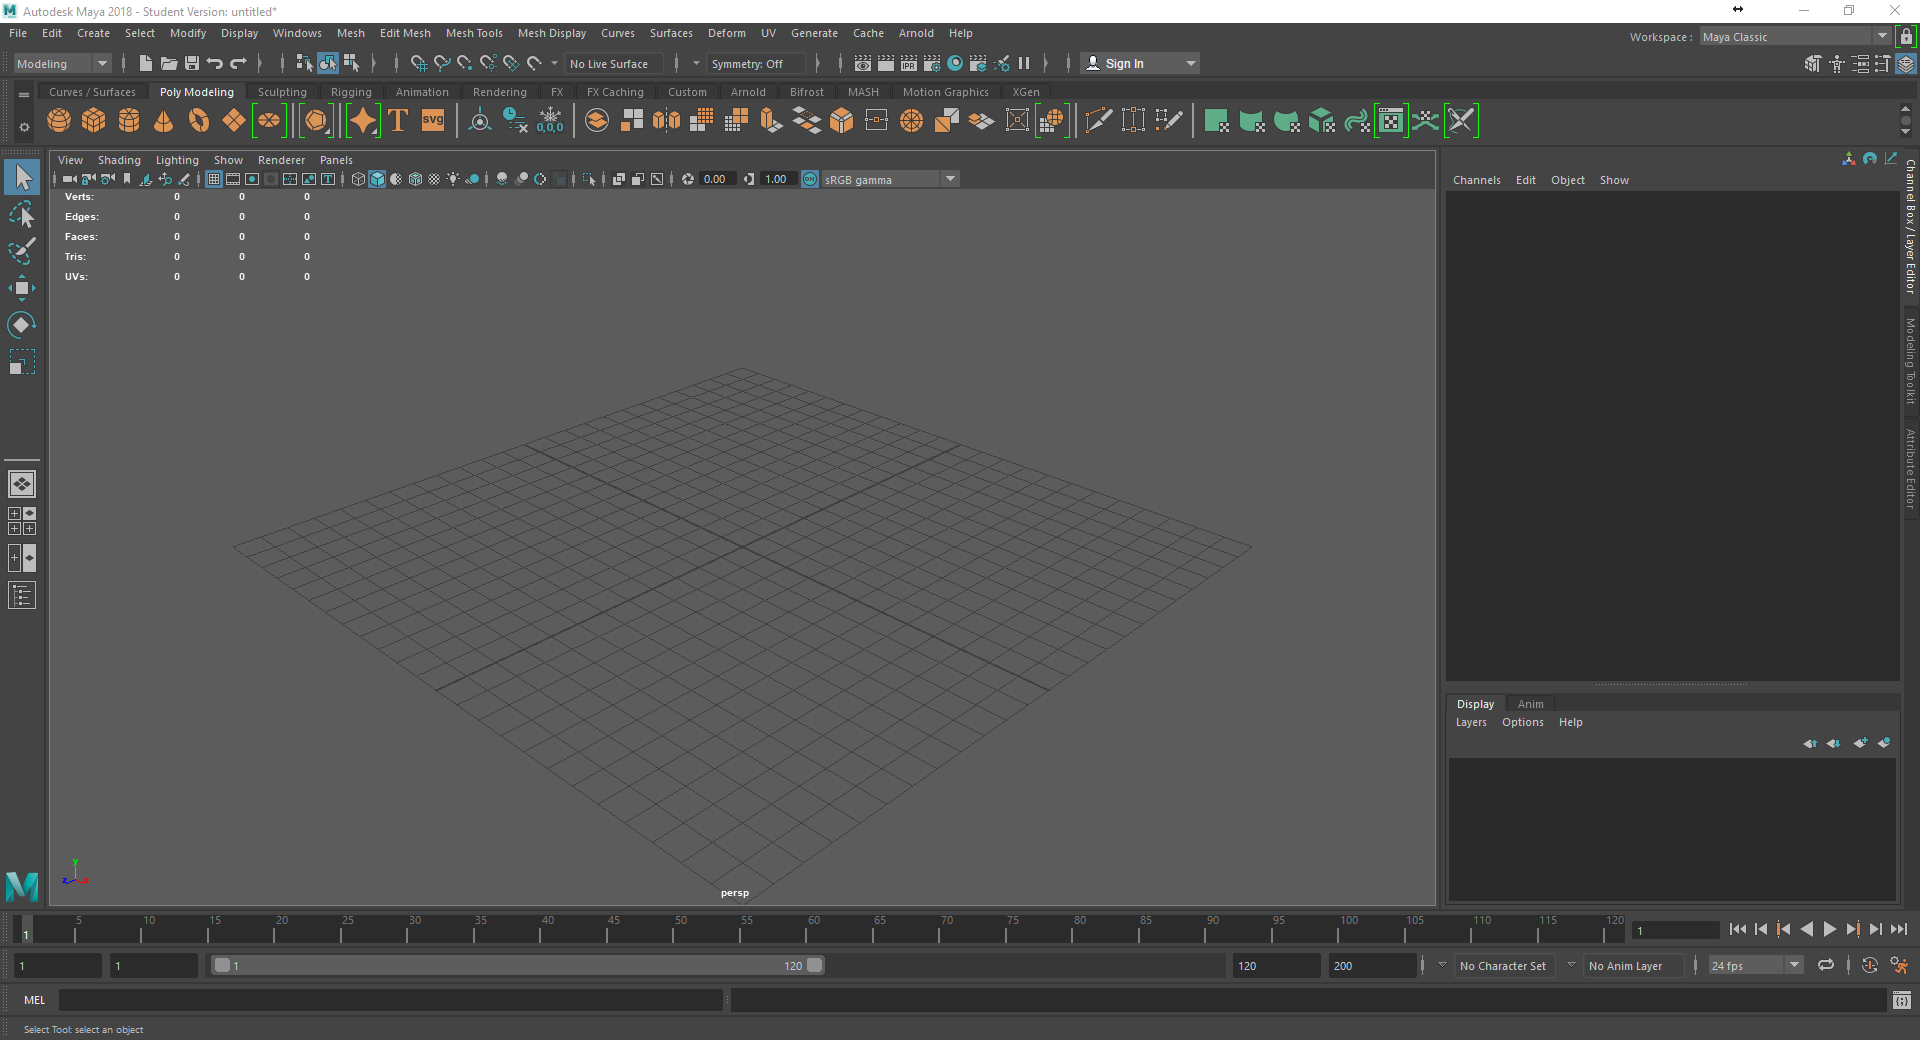 Autodesk Maya 2018 - Student Version: untitled*
File Edit Create Select Modify Display Windows Mesh Edit Mesh Mesh Tools Mesh Display Curves Surfaces Deform UV Generate Cache Arnold Help
Workspace : Maya Classic
Modeling No Live Surface Symmetry: Off IPR Sign In
Curves / Surfaces Poly Modeling Sculpting Rigging Animation Rendering FX FX Caching Custom Arnold Bifrost MASH Motion Graphics XGen
T svg 0,0,0
View Shading Lighting Show Renderer Panels
0.00 1.00 ON sRGB gamma
Channels Edit Object Show
Verts: 0 0 0
Edges: 0 0 0
Faces: 0 0 0
Tris: 0 0 0
UVs: 0 0 0
Channel Box / Layer Editor
Modeling Toolkit
Attribute Editor
Display Anim
Layers Options Help
y
z x
persp
5 10 15 20 25 30 35 40 45 50 55 60 65 70 75 80 85 90 95 100 105 110 115 120
1 1
1 1 1 120 120 200 No Character Set No Anim Layer 24 fps
MEL
Select Tool: select an object